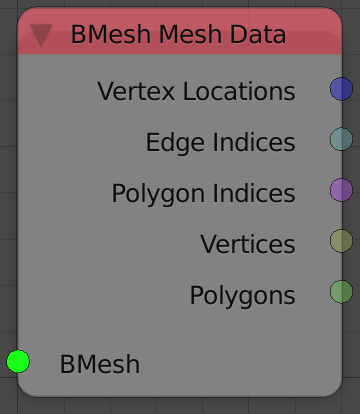 BMesh Mesh Data
Vertex Locations
Edge Indices
Polygon Indices
Vertices
Polygons
BMesh